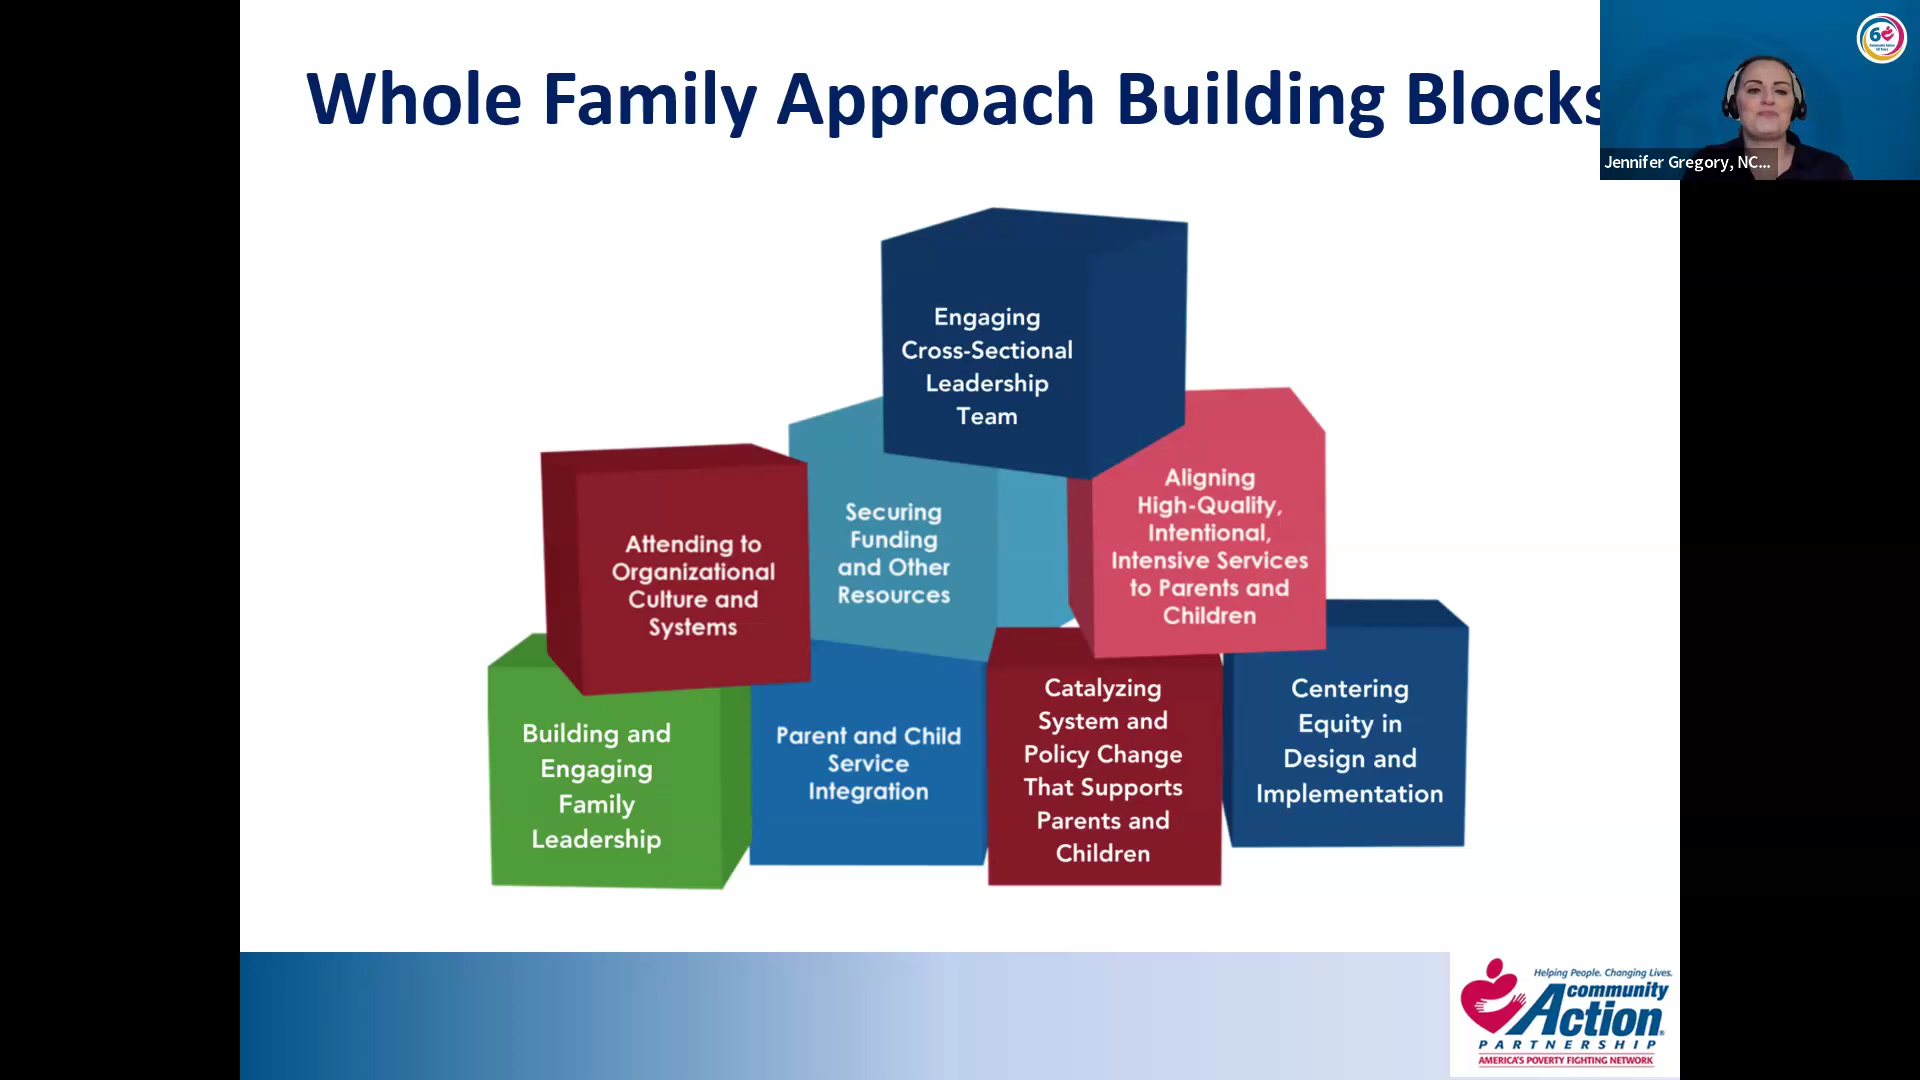 Whole Family Approach Building Blocks
Jennifer Gregory, NC...
Engaging
Cross-Sectional
Leadership
Team
Attending to
Organizational
Culture and
Systems
Securing
Funding
and Other
Resources
Aligning
High-Quality,
Intentional,
Intensive Services
to Parents and
Children
Building and
Engaging
Family
Leadership
Parent and Child
Service
Integration
Catalyzing
System and
Policy Change
That Supports
Parents and
Children
Centering
Equity in
Design and
Implementation
Helping People. Changing Lives.
community
Action
PARTNERSHIP
AMERICA'S POVERTY FIGHTING NETWORK